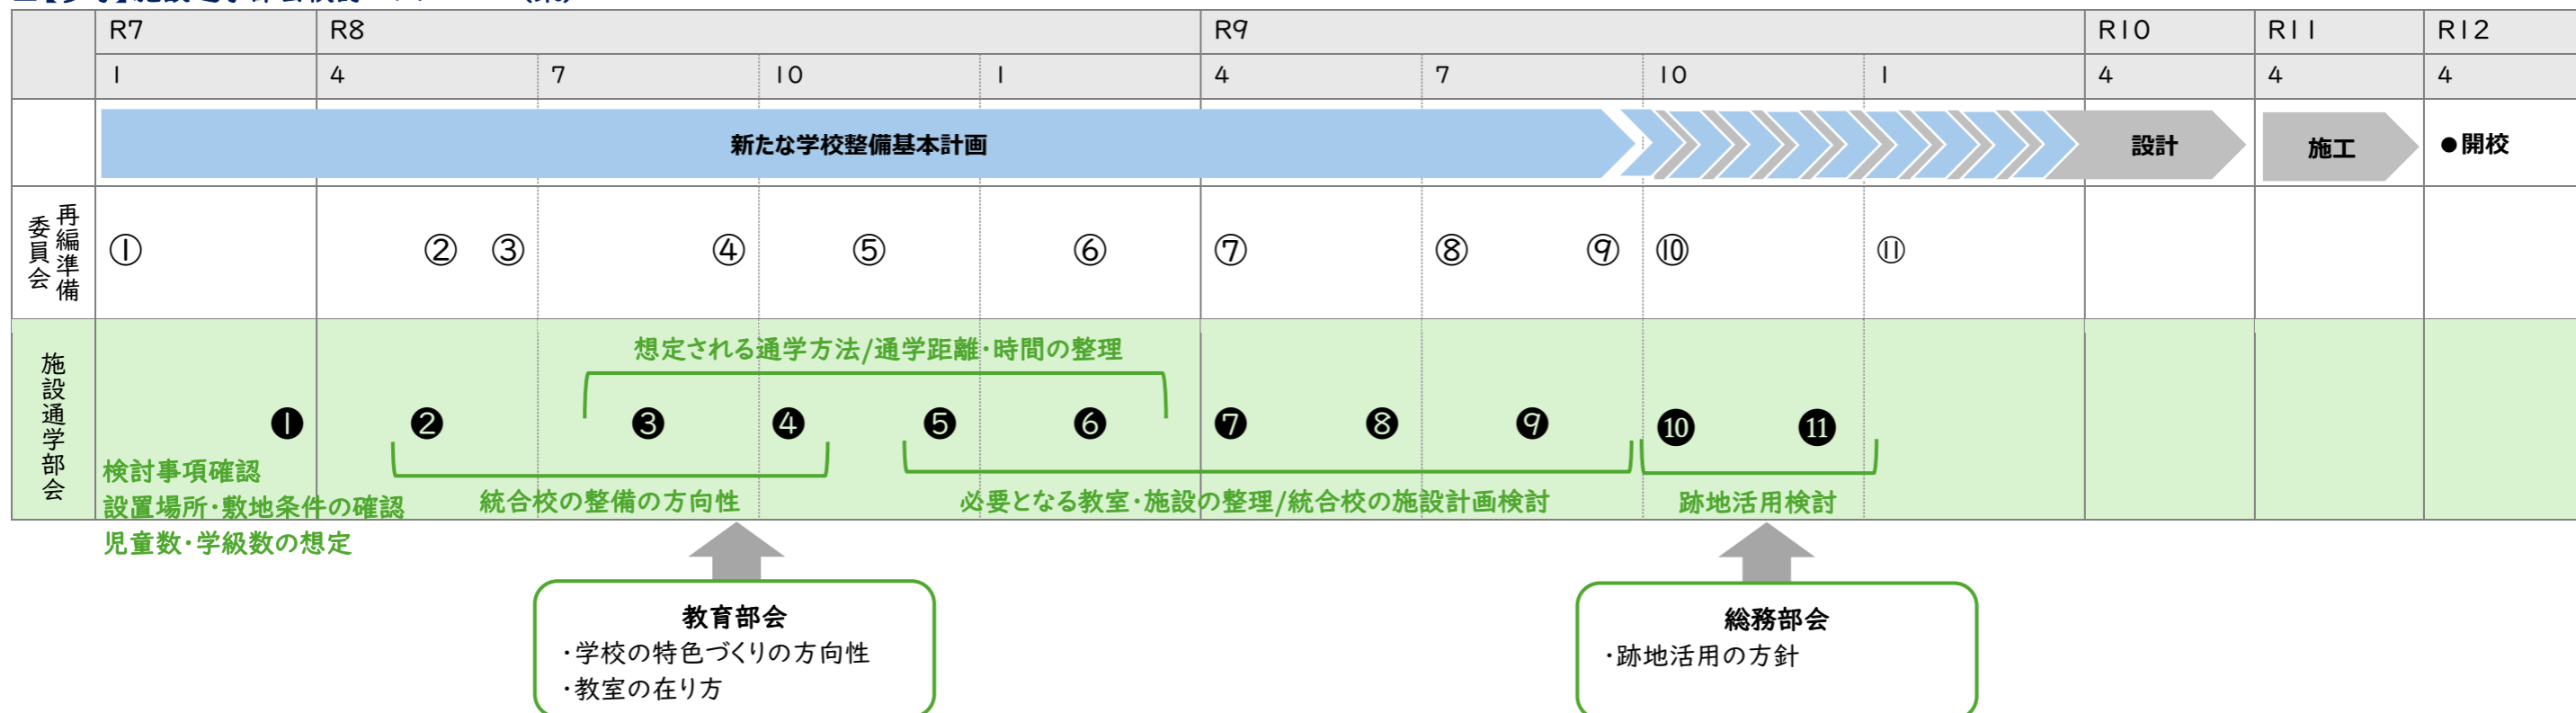 R7 R8 R9 R10 R11 R12
1 4 7 10 1 4 7 10 1 4 4 4
新たな学校整備基本計画 設計 施工 ●開校
再編準備
委員会
① ② ③ ④ ⑤ ⑥ ⑦ ⑧ ⑨ ⑩ ⑪
施設通学部会
想定される通学方法/通学距離・時間の整理
❶ ❷ ❸ ❹ ❺ ❻ ❼ ❽ ❾ ❿ ⓫
検討事項確認
設置場所・敷地条件の確認
児童数・学級数の想定
統合校の整備の方向性
必要となる教室・施設の整理/統合校の施設計画検討
跡地活用検討
教育部会
・学校の特色づくりの方向性
・教室の在り方
総務部会
・跡地活用の方針